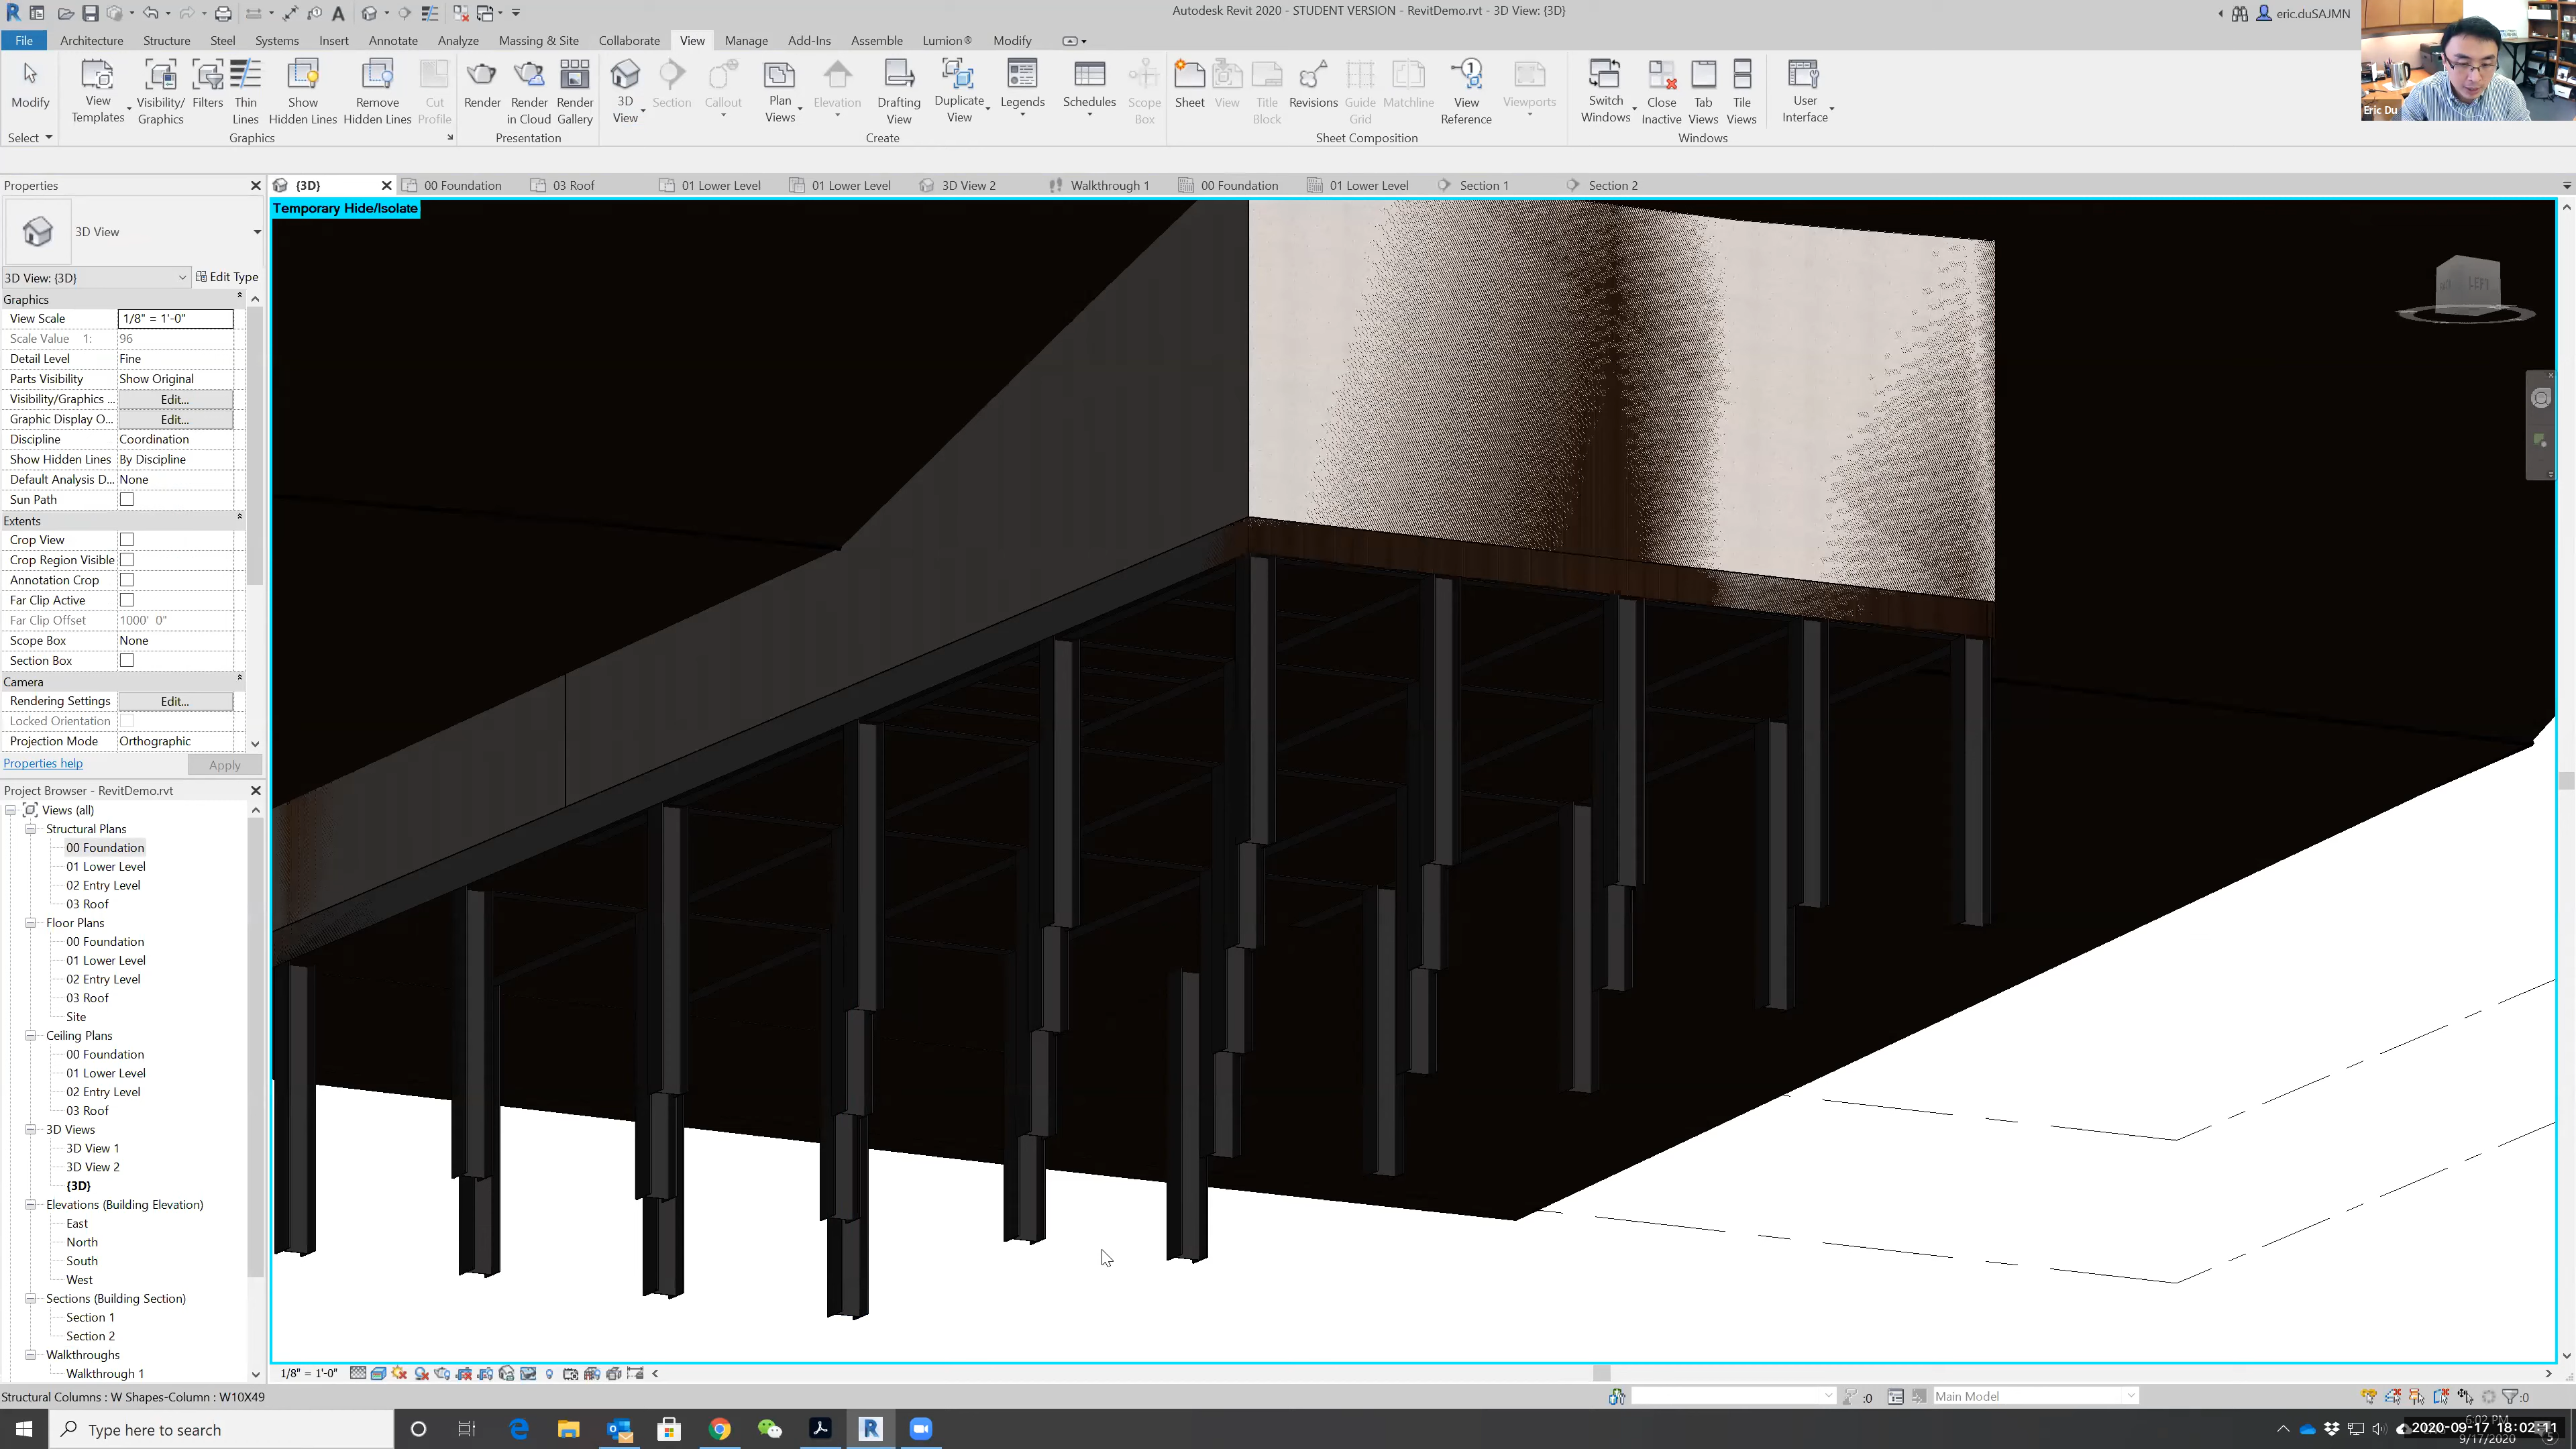 Autodesk Revit 2020 - STUDENT VERSION - RevitDemo.rvt - 3D View: {3D}
eric.duSAJMN
File Architecture Structure Steel Systems Insert Annotate Analyze Massing & Site Collaborate View Manage Add-Ins Assemble Lumion® Modify
Modify
View Templates
Visibility/ Graphics
Filters
Thin Lines
Show Hidden Lines
Remove Hidden Lines
Cut Profile
Render
Render in Cloud
Render Gallery
3D View
Section
Callout
Plan Views
Elevation
Drafting View
Duplicate View
Legends
Schedules
Scope Box
Sheet
View
Title Block
Revisions
Guide Grid
Matchline
View Reference
Viewports
Switch Windows
Close Inactive
Tab Views
Tile Views
User Interface
Eric Du
Select Graphics Presentation Create Sheet Composition Windows
Properties
{3D} 00 Foundation 03 Roof 01 Lower Level 01 Lower Level 3D View 2 Walkthrough 1 00 Foundation 01 Lower Level Section 1 Section 2
Temporary Hide/Isolate
3D View
3D View: {3D} Edit Type
Graphics
View Scale 1/8" = 1'-0"
Scale Value 1: 96
Detail Level Fine
Parts Visibility Show Original
Visibility/Graphics ... Edit...
Graphic Display O... Edit...
Discipline Coordination
Show Hidden Lines By Discipline
Default Analysis D... None
Sun Path
Extents
Crop View
Crop Region Visible
Annotation Crop
Far Clip Active
Far Clip Offset 1000' 0"
Scope Box None
Section Box
Camera
Rendering Settings Edit...
Locked Orientation
Projection Mode Orthographic
Properties help Apply
LEFT
Project Browser - RevitDemo.rvt
Views (all)
Structural Plans
00 Foundation
01 Lower Level
02 Entry Level
03 Roof
Floor Plans
00 Foundation
01 Lower Level
02 Entry Level
03 Roof
Site
Ceiling Plans
00 Foundation
01 Lower Level
02 Entry Level
03 Roof
3D Views
3D View 1
3D View 2
{3D}
Elevations (Building Elevation)
East
North
South
West
Sections (Building Section)
Section 1
Section 2
Walkthroughs
Walkthrough 1
1/8" = 1'-0"
Structural Columns : W Shapes-Column : W10X49
:0
Main Model
:0
Type here to search
6:02 PM
2020-09-17 18:02:11
9/17/2020